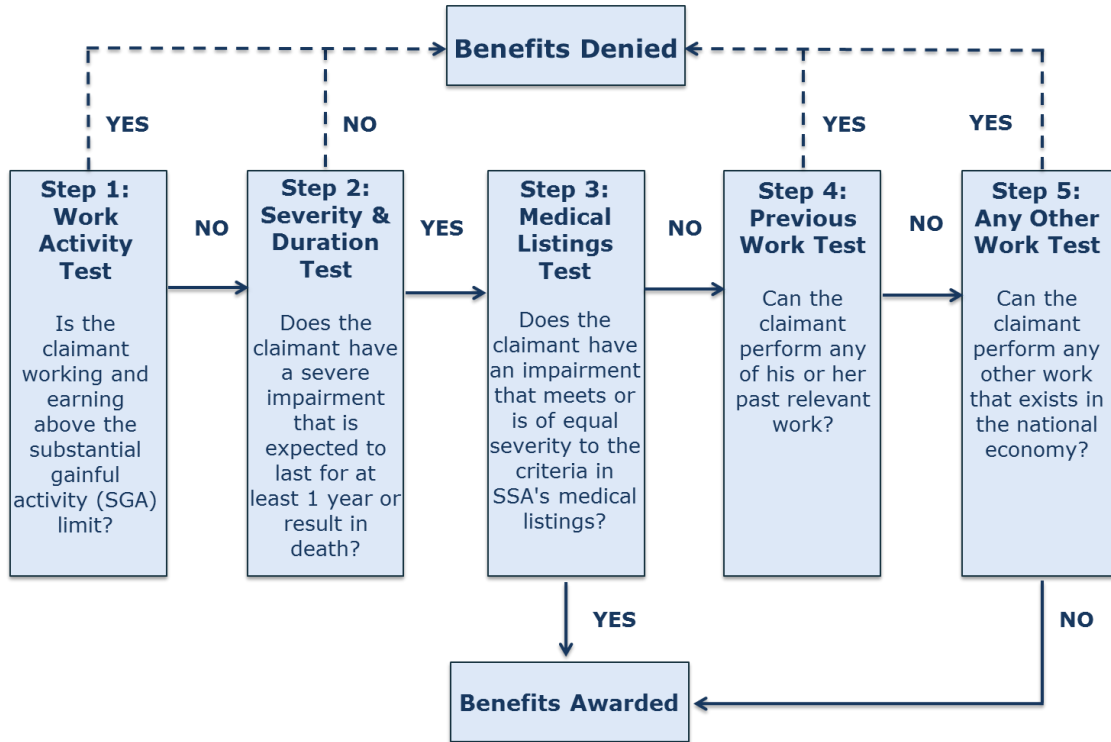 Benefits Denied
YES
NO
YES
YES
Step 1:
Work
Activity
Test
Is the
claimant
working and
earning
above the
substantial
gainful
activity (SGA)
limit?
NO
Step 2:
Severity &
Duration
Test
Does the
claimant have
a severe
impairment
that is
expected to
last for at
least 1 year or
result in
death?
YES
Step 3:
Medical
Listings
Test
Does the
claimant have
an impairment
that meets or
is of equal
severity to the
criteria in
SSA's medical
listings?
NO
Step 4:
Previous
Work Test
Can the
claimant
perform any
of his or her
past relevant
work?
NO
Step 5:
Any Other
Work Test
Can the
claimant
perform any
other work
that exists in
the national
economy?
YES
NO
Benefits Awarded